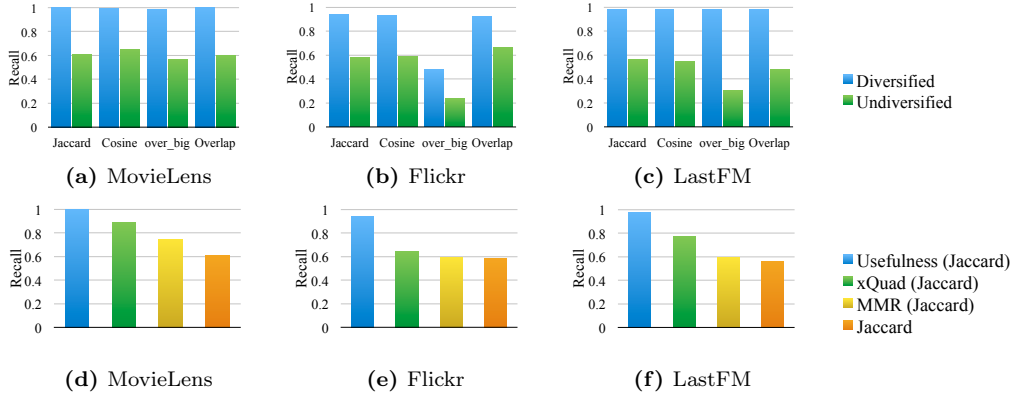 1
0.8
0.6
0.4
0.2
0
Recall
Jaccard Cosine over_big Overlap
(a) MovieLens
1
0.8
0.6
0.4
0.2
0
Recall
Jaccard Cosine over_big Overlap
(b) Flickr
1
0.8
0.6
0.4
0.2
0
Recall
Jaccard Cosine over_big Overlap
(c) LastFM
Diversified
Undiversified
1
0.8
0.6
0.4
0.2
0
Recall
(d) MovieLens
1
0.8
0.6
0.4
0.2
0
Recall
(e) Flickr
1
0.8
0.6
0.4
0.2
0
Recall
(f) LastFM
Usefulness (Jaccard)
xQuad (Jaccard)
MMR (Jaccard)
Jaccard